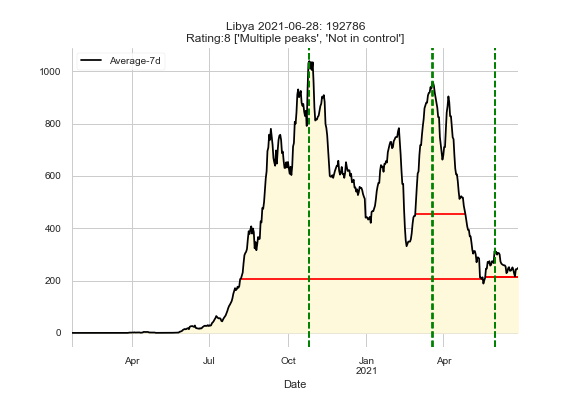 Libya 2021-06-28: 192786
Rating:8 ['Multiple peaks', 'Not in control']
Average-7d
1000
800
600
400
200
0
Apr
Jul
Oct
Jan
2021
Apr
Date